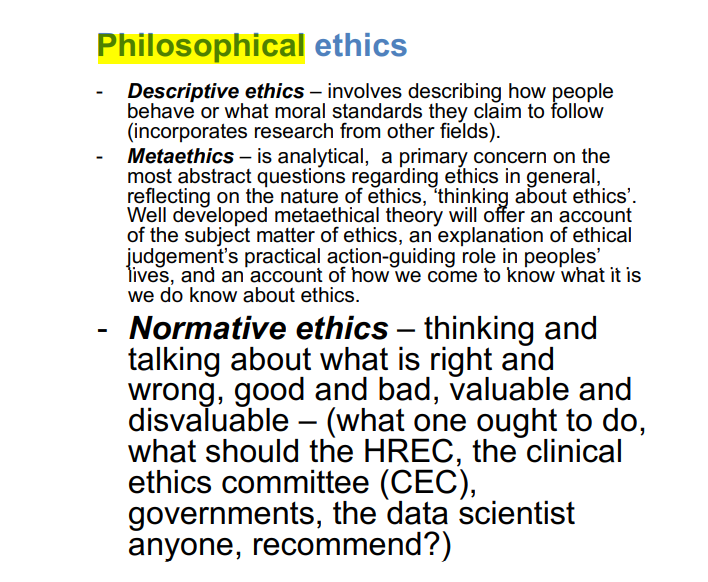 Philosophical ethics
- Descriptive ethics – involves describing how people
behave or what moral standards they claim to follow
(incorporates research from other fields).
- Metaethics – is analytical,  a primary concern on the
most abstract questions regarding ethics in general,
reflecting on the nature of ethics, ‘thinking about ethics’.
Well developed metaethical theory will offer an account
of the subject matter of ethics, an explanation of ethical
judgement’s practical action-guiding role in peoples’
lives, and an account of how we come to know what it is
we do know about ethics.
- Normative ethics – thinking and
talking about what is right and
wrong, good and bad, valuable and
disvaluable – (what one ought to do,
what should the HREC, the clinical
ethics committee (CEC),
governments, the data scientist
anyone, recommend?)